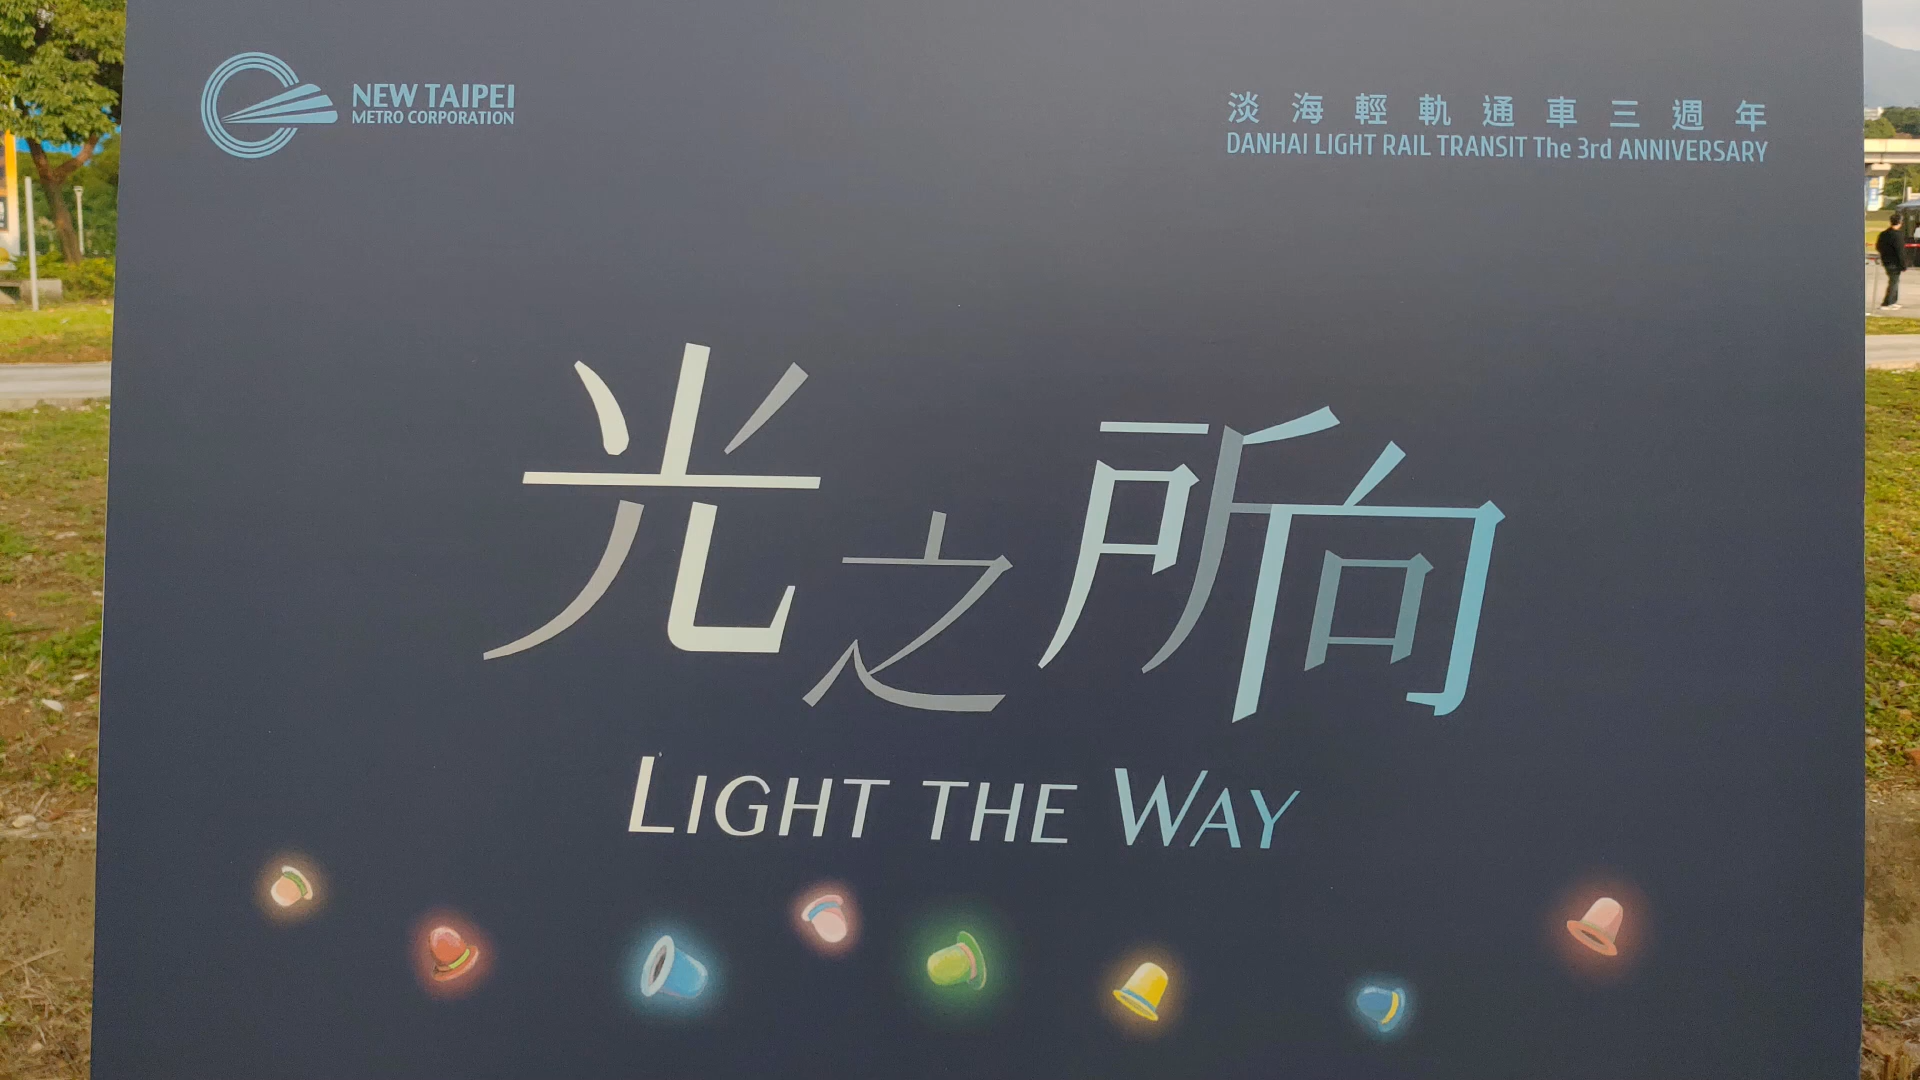 NEW TAIPEI
METRO CORPORATION
淡海輕軌通車三週年
DANHAI LIGHT RAIL TRANSIT The 3rd ANNIVERSARY
光之所向
LIGHT THE WAY